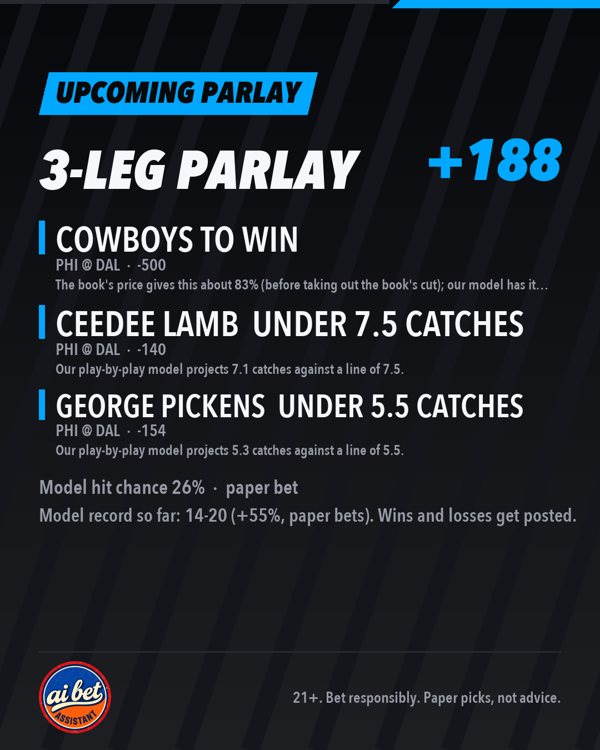 UPCOMING PARLAY
3-LEG PARLAY
+188
COWBOYS TO WIN
PHI @ DAL · -500
The book's price gives this about 83% (before taking out the book's cut); our model has it…
CEEDEE LAMB UNDER 7.5 CATCHES
PHI @ DAL · -140
Our play-by-play model projects 7.1 catches against a line of 7.5.
GEORGE PICKENS UNDER 5.5 CATCHES
PHI @ DAL · -154
Our play-by-play model projects 5.3 catches against a line of 5.5.
Model hit chance 26% · paper bet
Model record so far: 14-20 (+55%, paper bets). Wins and losses get posted.
ai bet
ASSISTANT
21+. Bet responsibly. Paper picks, not advice.